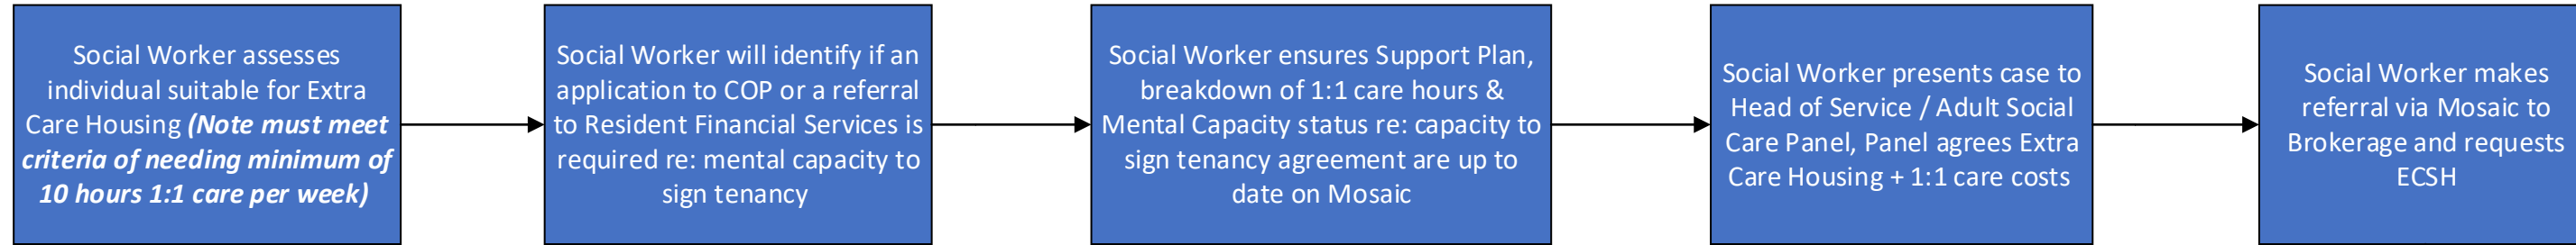 Social Worker assesses
individual suitable for Extra
Care Housing (Note must meet
criteria of needing minimum of
10 hours 1:1 care per week)
Social Worker will identify if an
application to COP or a referral
to Resident Financial Services is
required re: mental capacity to
sign tenancy
Social Worker ensures Support Plan,
breakdown of 1:1 care hours &
Mental Capacity status re: capacity to
sign tenancy agreement are up to
date on Mosaic
Social Worker presents case to
Head of Service / Adult Social
Care Panel, Panel agrees Extra
Care Housing + 1:1 care costs
Social Worker makes
referral via Mosaic to
Brokerage and requests
ECSH